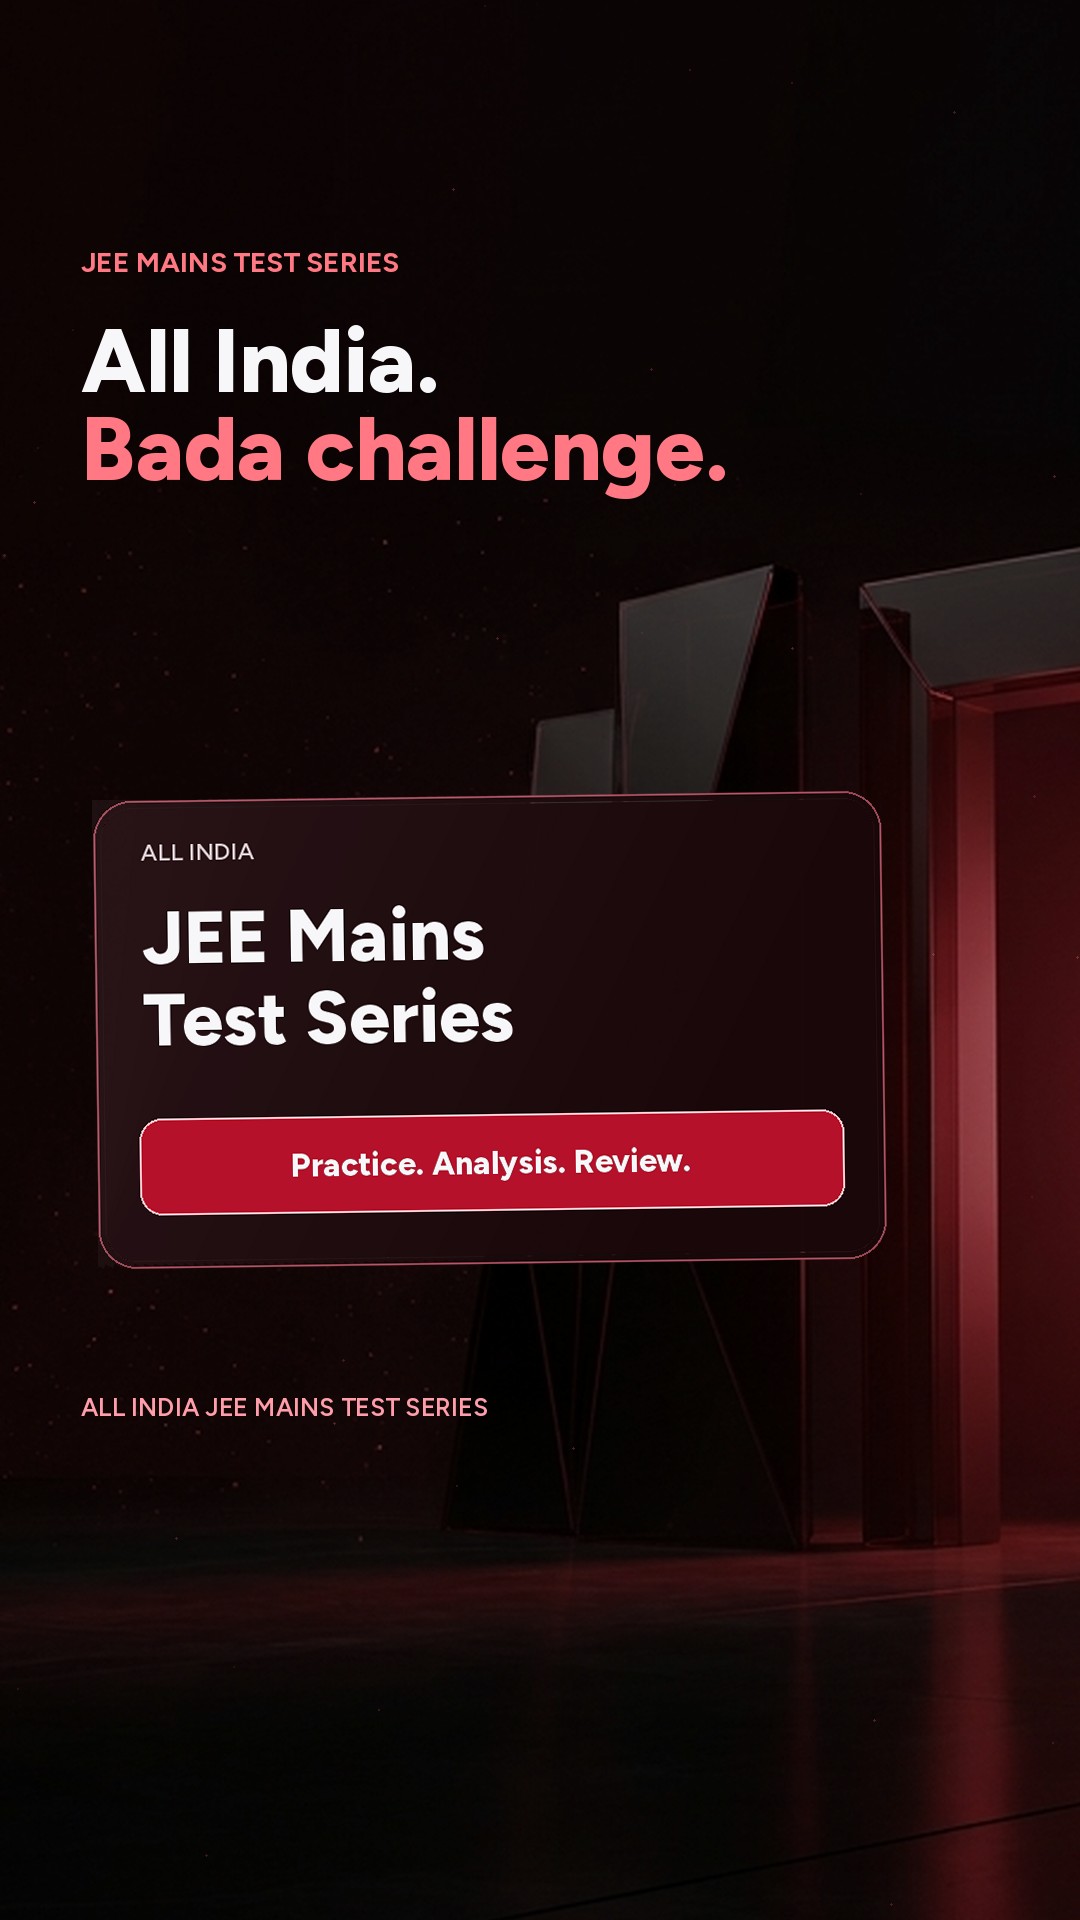 JEE MAINS TEST SERIES
All India.
Bada challenge.
ALL INDIA
JEE Mains
Test Series
Practice. Analysis. Review.
ALL INDIA JEE MAINS TEST SERIES